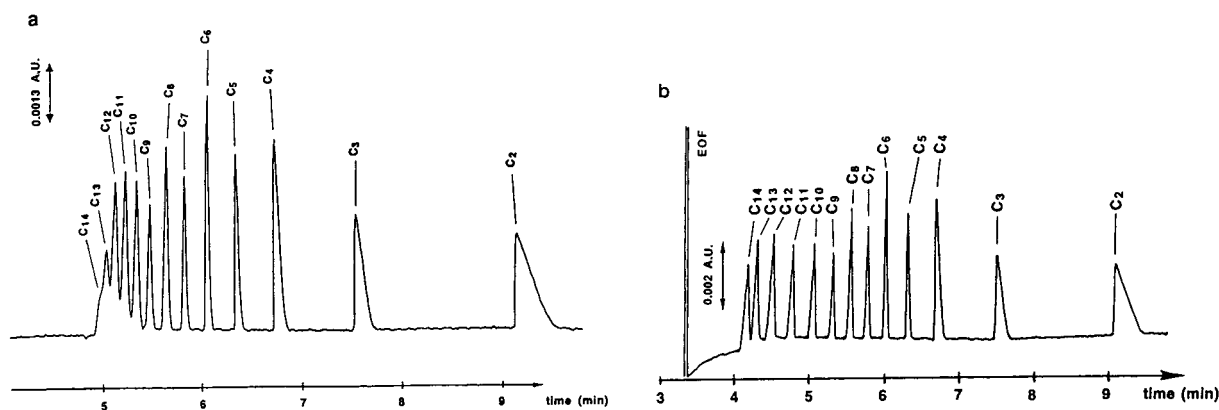 a
0.0013 A.U.
C14
C13
C12
C11
C10
C9
C8
C7
C6
C5
C4
C3
C2
5 6 7 8 9 time (min)
b
EOF
0.002 A.U.
C14
C13
C12
C11
C10
C9
C8
C7
C6
C5
C4
C3
C2
3 4 5 6 7 8 9 time (min)